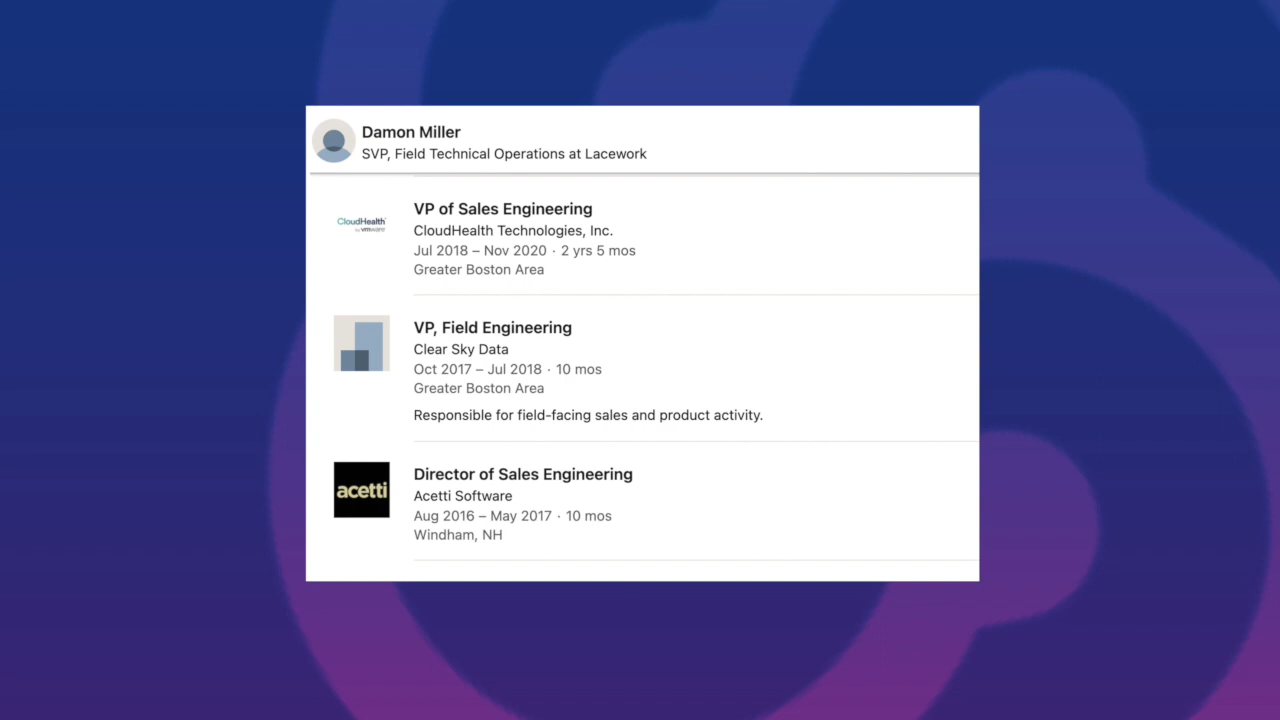 Damon Miller
SVP, Field Technical Operations at Lacework
CloudHealth
by vmware
VP of Sales Engineering
CloudHealth Technologies, Inc.
Jul 2018 – Nov 2020 · 2 yrs 5 mos
Greater Boston Area
VP, Field Engineering
Clear Sky Data
Oct 2017 – Jul 2018 · 10 mos
Greater Boston Area
Responsible for field-facing sales and product activity.
acetti
Director of Sales Engineering
Acetti Software
Aug 2016 – May 2017 · 10 mos
Windham, NH